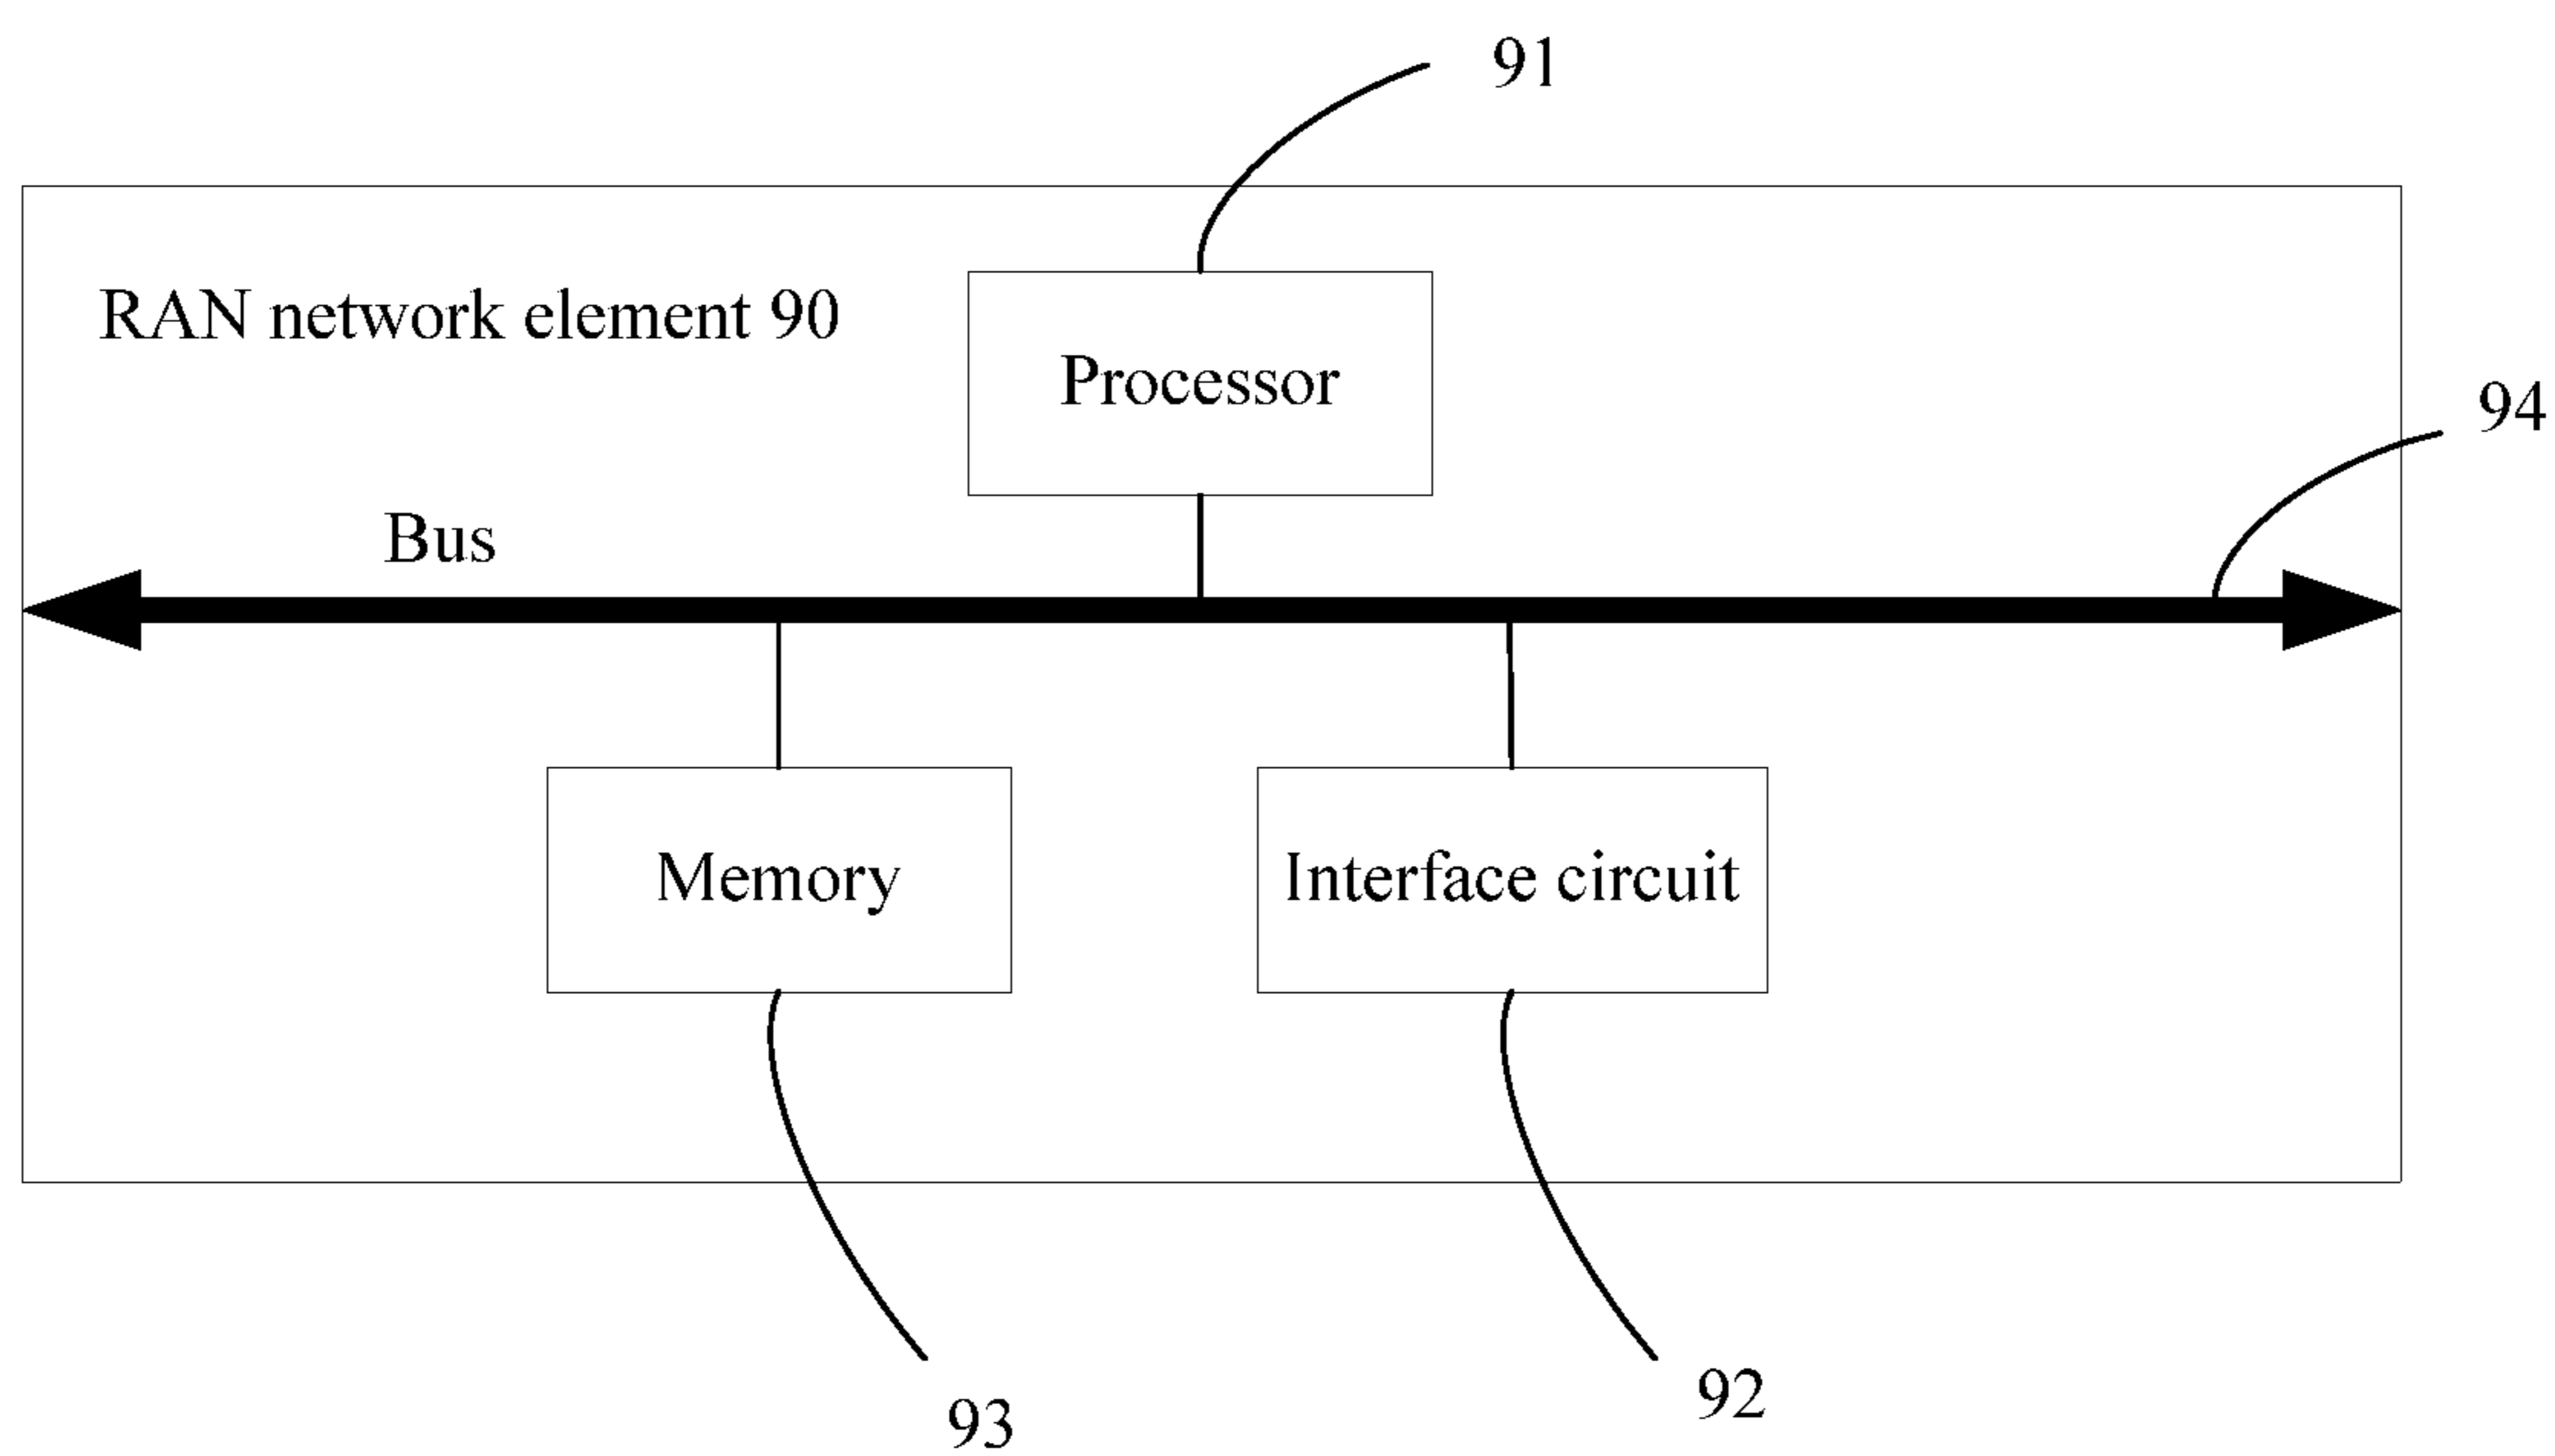 91
RAN network element 90
Processor
94
Bus
Memory
Interface circuit
92
93